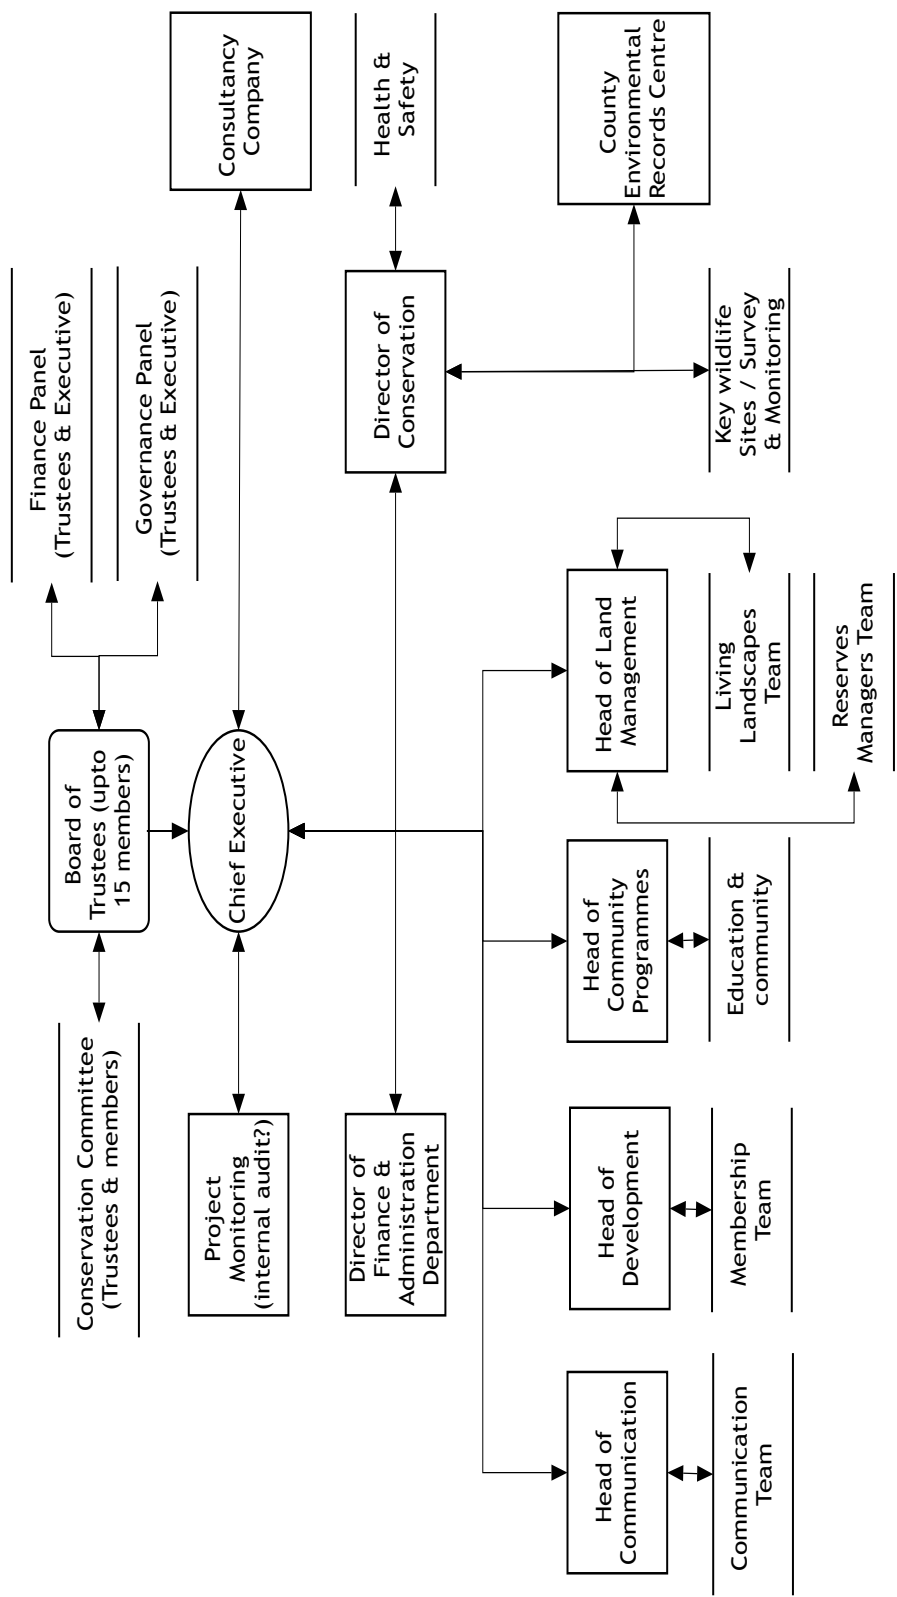 Finance Panel
(Trustees & Executive)
Governance Panel
(Trustees & Executive)
Conservation Committee
(Trustees & members)
Board of
Trustees (upto
15 members)
Project
Monitoring
(internal audit?)
Chief Executive
Consultancy
Company
Director of
Finance &
Administration
Department
Director of
Conservation
Health &
Safety
Head of
Communication
Head of
Development
Head of
Community
Programmes
Head of Land
Management
County
Environmental
Records Centre
Communication
Team
Membership
Team
Education &
community
Living
Landscapes
Team
Key wildlife
Sites / Survey
& Monitoring
Reserves
Managers Team